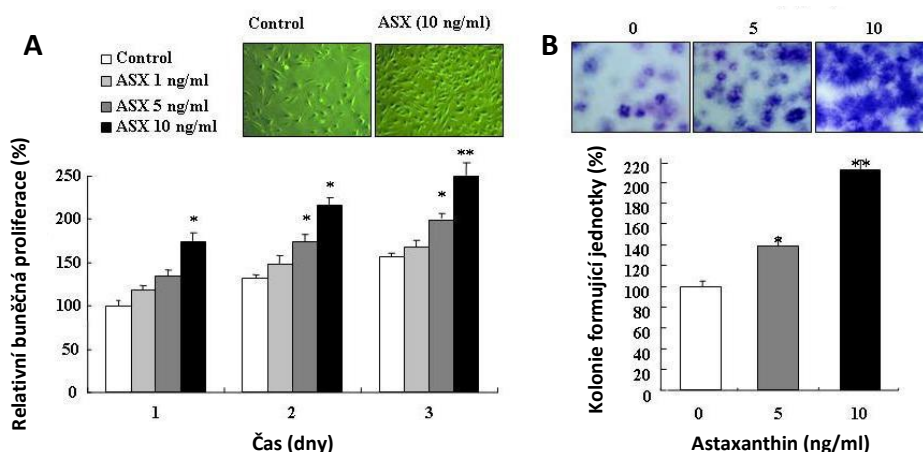 A
Control
ASX (10 ng/ml)
Control
ASX 1 ng/ml
ASX 5 ng/ml
ASX 10 ng/ml
Relativní buněčná proliferace (%)
250
200
150
100
50
0
*
* *
* **
1 2 3
Čas (dny)
B
0 5 10
Kolonie formující jednotky (%)
220
200
180
160
140
120
100
80
60
40
20
0
*
**
0 5 10
Astaxanthin (ng/ml)